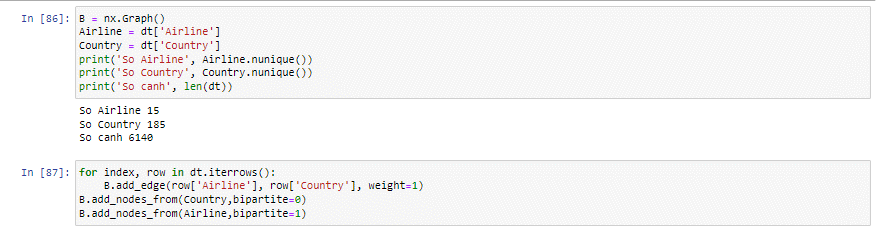 In [86]: B = nx.Graph()
Airline = dt['Airline']
Country = dt['Country']
print('So Airline', Airline.nunique())
print('So Country', Country.nunique())
print('So canh', len(dt))
So Airline 15
So Country 185
So canh 6140
In [87]: for index, row in dt.iterrows():
    B.add_edge(row['Airline'], row['Country'], weight=1)
B.add_nodes_from(Country,bipartite=0)
B.add_nodes_from(Airline,bipartite=1)